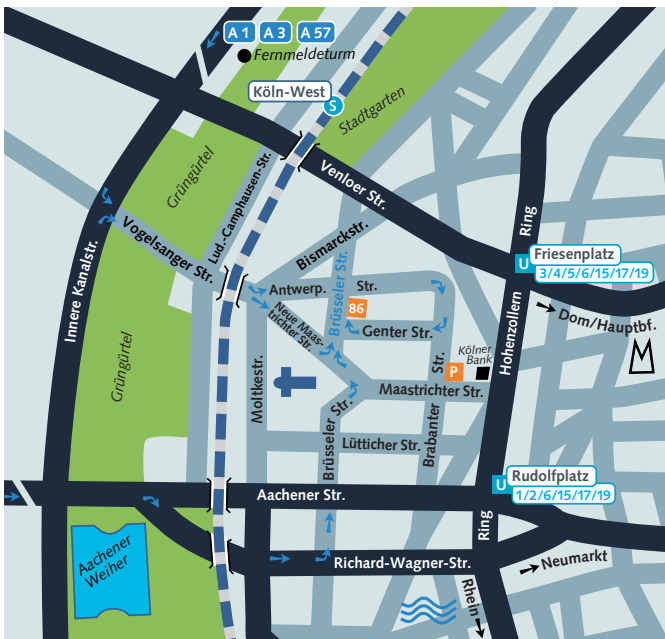 A 1
A 3
A 57
Fernmeldeturm
Köln-West
S
Stadtgarten
Grüngürtel
Lud.-Camphausen-Str.
Venloer Str.
Ring
Vogelsanger Str.
Bismarckstr.
Innere Kanalstr.
U
Friesenplatz
3/4/5/6/15/17/19
Antwerp. Str.
Brüsseler Str.
86
Neue Maas-
trichter Str.
Genter Str.
Dom/Hauptbf.
Hohenzollern
Grüngürtel
Kölner
Bank
P
Moltkestr.
Maastrichter Str.
Brüsseler Str.
Brabanter Str.
Lütticher Str.
U
Rudolfplatz
1/2/6/15/17/19
Aachener Str.
Ring
Aachener
Weiher
Richard-Wagner-Str.
Neumarkt
Rhein